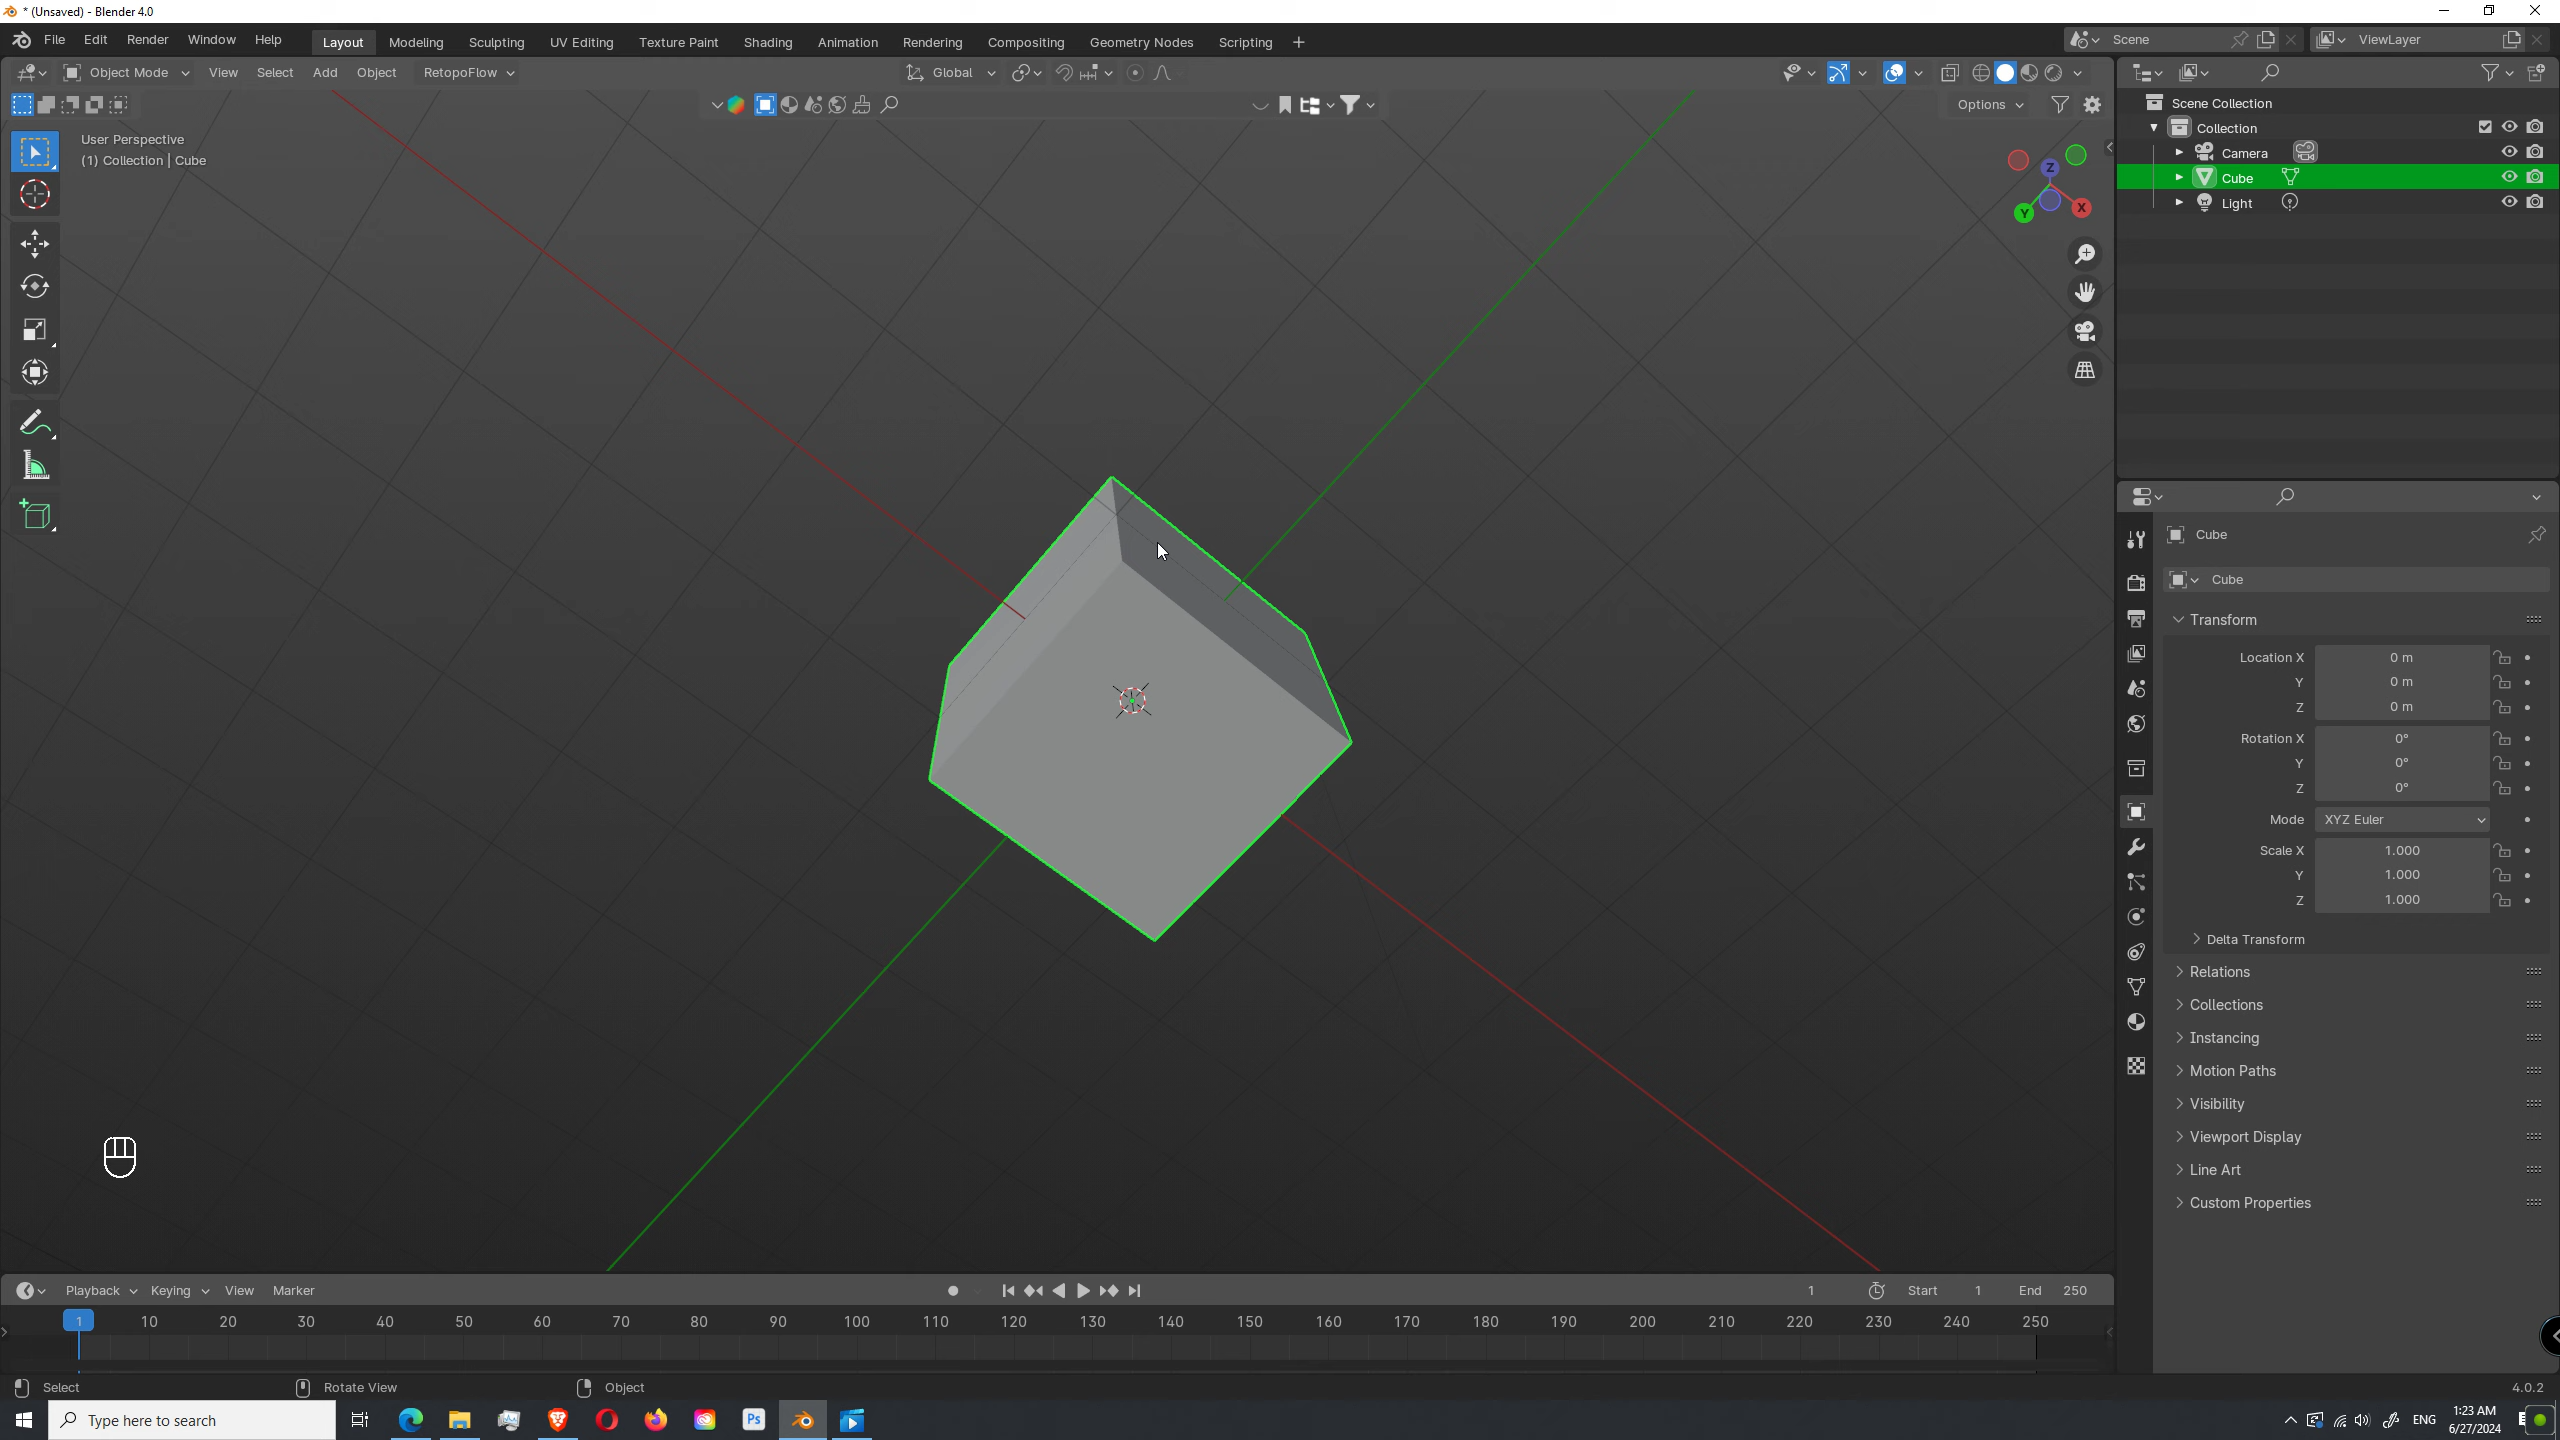 * (Unsaved) - Blender 4.0
File Edit Render Window Help Layout Modeling Sculpting UV Editing Texture Paint Shading Animation Rendering Compositing Geometry Nodes Scripting + Scene ViewLayer
Object Mode View Select Add Object RetopoFlow Global
Options
User Perspective
(1) Collection | Cube
Z
Y
X
Scene Collection
Collection
Camera
Cube
Light
Cube
Cube
Transform
Location X 0 m
Y 0 m
Z 0 m
Rotation X 0°
Y 0°
Z 0°
Mode XYZ Euler
Scale X 1.000
Y 1.000
Z 1.000
Delta Transform
Relations
Collections
Instancing
Motion Paths
Visibility
Viewport Display
Line Art
Custom Properties
Playback Keying View Marker 1 Start 1 End 250
1 10 20 30 40 50 60 70 80 90 100 110 120 130 140 150 160 170 180 190 200 210 220 230 240 250
Select Rotate View Object 4.0.2
Type here to search Ps ENG 1:23 AM
6/27/2024